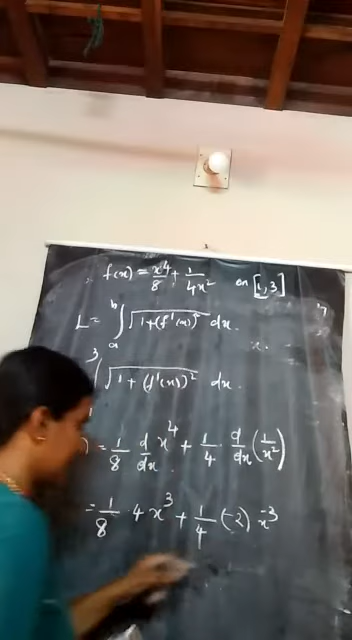 f(x) = x⁴/8 + 1/4x² on [1, 3]
L = ∫ₐᵇ √(1+(f'(x))² dx.
³∫ √(1 + (f'(x))² dx.
) = 1/8 d/dx x⁴ + 1/4 d/dx (1/x²)
= 1/8 4x³ + 1/4 (-2) x⁻³